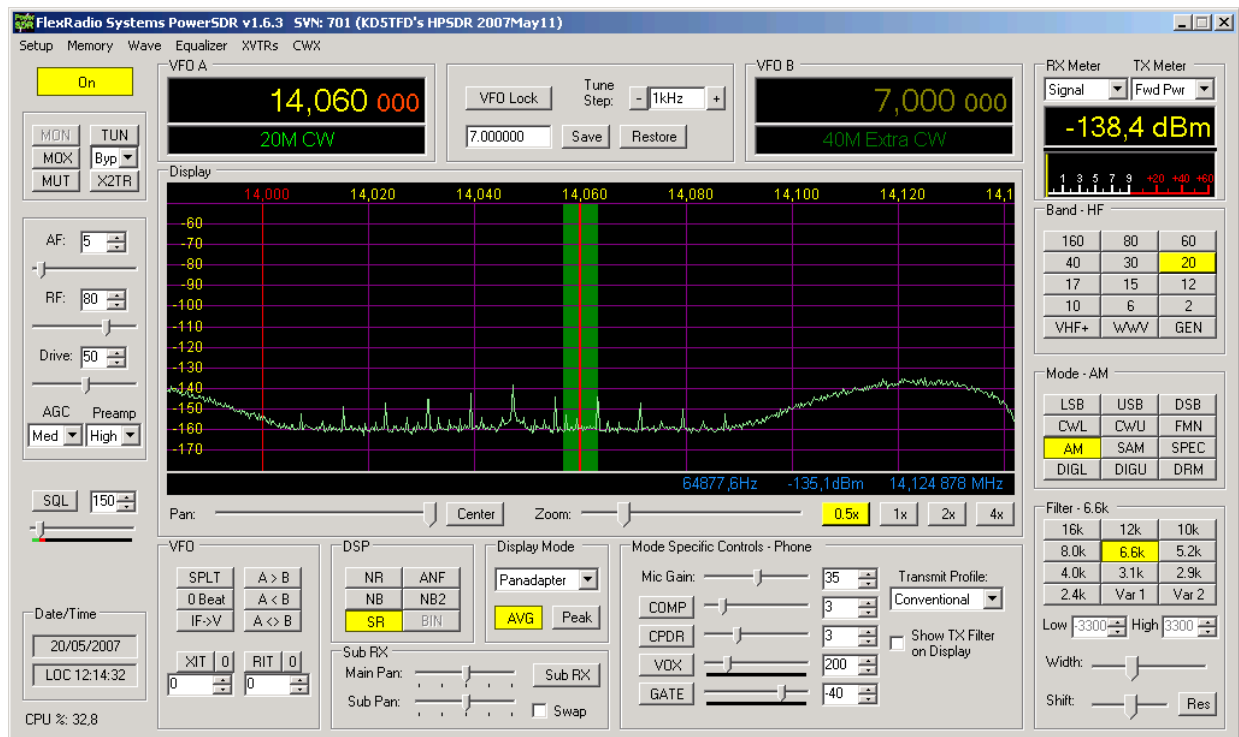 FlexRadio Systems PowerSDR v1.6.3 SVN: 701 (KD5TFD's HPSDR 2007May11)
Setup Memory Wave Equalizer XVTRs CWX
On
MON TUN
MOX Byp
MUT X2TR
AF: 5
RF: 80
Drive: 50
AGC Preamp
Med High
SQL 150
Date/Time
20/05/2007
LOC 12:14:32
CPU %: 32,8
VFO A
14,060 000
20M CW
VFO Lock
Tune Step: - 1kHz +
7.000000 Save Restore
VFO B
7,000 000
40M Extra CW
Display
14,000 14,020 14,040 14,060 14,080 14,100 14,120 14,1
-60
-70
-80
-90
-100
-110
-120
-130
-140
-150
-160
-170
64877,6Hz -135,1dBm 14,124 878 MHz
Pan: Center Zoom: 0.5x 1x 2x 4x
VFO
SPLT A > B
0 Beat A < B
IF->V A <> B
XIT 0 RIT 0
0 0
DSP
NR ANF
NB NB2
SR BIN
Display Mode
Panadapter
AVG Peak
Sub RX
Main Pan: Sub RX
Sub Pan: Swap
Mode Specific Controls - Phone
Mic Gain: 35
COMP 3
CPDR 3
VOX 200
GATE -40
Transmit Profile:
Conventional
Show TX Filter
on Display
RX Meter TX Meter
Signal Fwd Pwr
-138,4 dBm
1 3 5 7 9 +20 +40 +60
Band - HF
160 80 60
40 30 20
17 15 12
10 6 2
VHF+ WWV GEN
Mode - AM
LSB USB DSB
CWL CWU FMN
AM SAM SPEC
DIGL DIGU DRM
Filter - 6.6k
16k 12k 10k
8.0k 6.6k 5.2k
4.0k 3.1k 2.9k
2.4k Var 1 Var 2
Low -3300 High 3300
Width:
Shift: Res